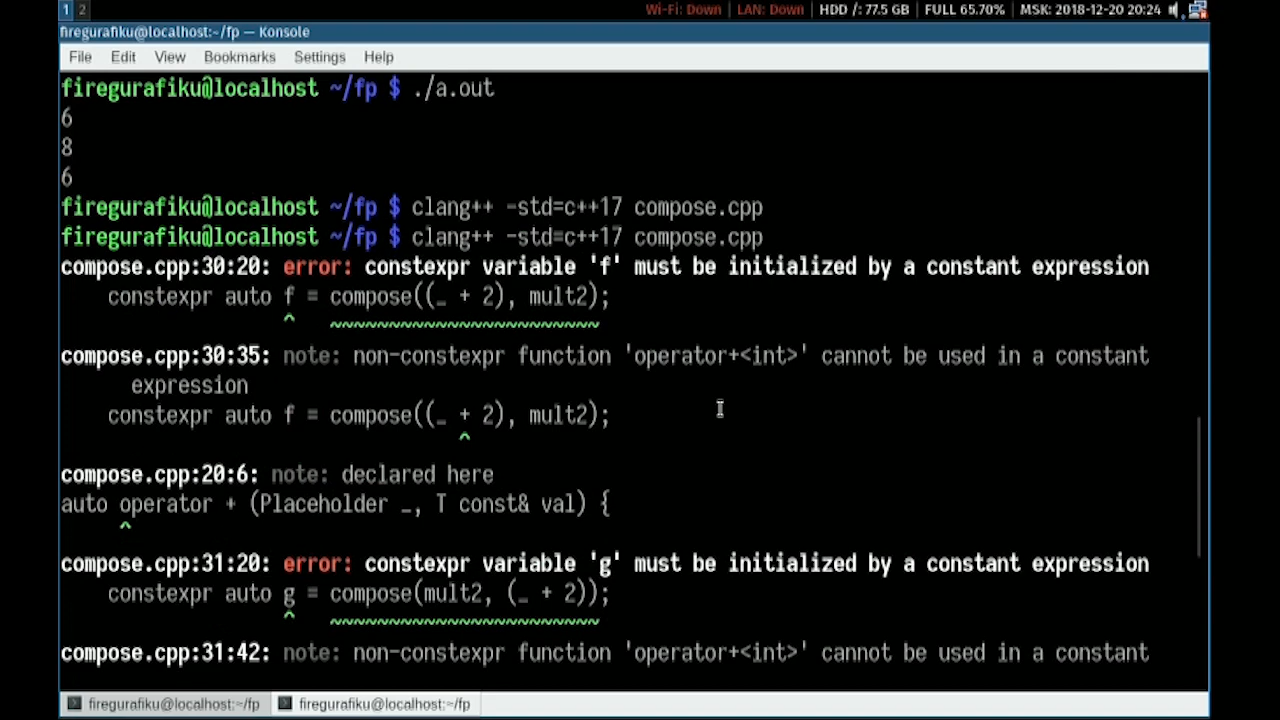 1 2 Wi-Fi: Down | LAN: Down | HDD /: 77.5 GB | FULL 65.70% | MSK: 2018-12-20 20:24
firegurafiku@localhost:~/fp — Konsole
File Edit View Bookmarks Settings Help
firegurafiku@localhost ~/fp $ ./a.out
6
8
6
firegurafiku@localhost ~/fp $ clang++ -std=c++17 compose.cpp
firegurafiku@localhost ~/fp $ clang++ -std=c++17 compose.cpp
compose.cpp:30:20: error: constexpr variable 'f' must be initialized by a constant expression
    constexpr auto f = compose((_ + 2), mult2);
                   ^   ~~~~~~~~~~~~~~~~~~~~~~~
compose.cpp:30:35: note: non-constexpr function 'operator+<int>' cannot be used in a constant
      expression
    constexpr auto f = compose((_ + 2), mult2);
                                  ^
compose.cpp:20:6: note: declared here
auto operator + (Placeholder _, T const& val) {
     ^
compose.cpp:31:20: error: constexpr variable 'g' must be initialized by a constant expression
    constexpr auto g = compose(mult2, (_ + 2));
                   ^   ~~~~~~~~~~~~~~~~~~~~~~~
compose.cpp:31:42: note: non-constexpr function 'operator+<int>' cannot be used in a constant
firegurafiku@localhost:~/fp firegurafiku@localhost:~/fp